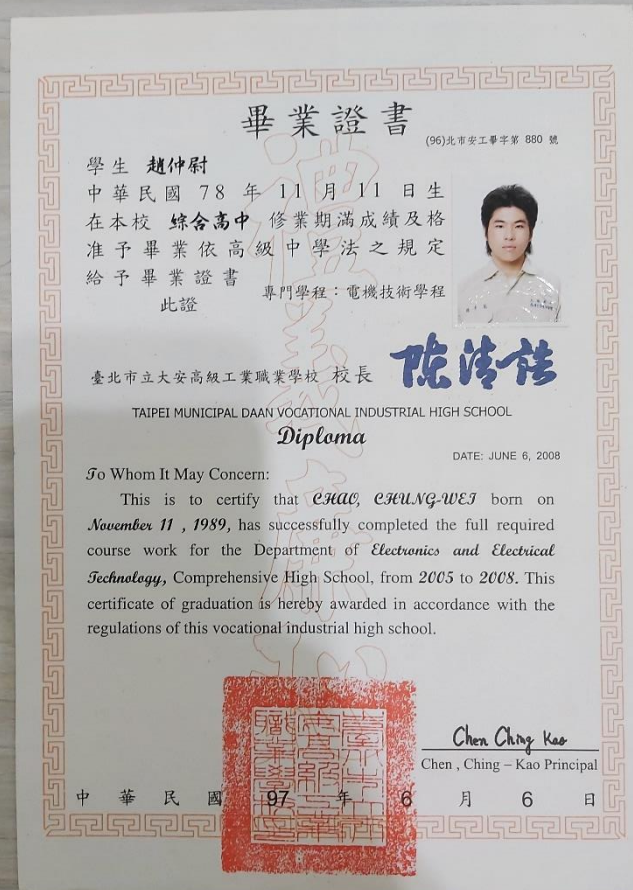 畢業證書
(96)北市安工畢字第 880 號
學生 趙仲尉
中華民國 78 年 11 月 11 日生
在本校 綜合高中 修業期滿成績及格
准予畢業依高級中學法之規定
給予畢業證書
專門學程：電機技術學程
此證
臺北市立大安高級工業職業學校 校長 陳清誥
TAIPEI MUNICIPAL DAAN VOCATIONAL INDUSTRIAL HIGH SCHOOL
Diploma
DATE: JUNE 6, 2008
To Whom It May Concern:
This is to certify that CHAO, CHUNG-WEI born on
November 11 , 1989, has successfully completed the full required
course work for the Department of Electronics and Electrical
Technology, Comprehensive High School, from 2005 to 2008. This
certificate of graduation is hereby awarded in accordance with the
regulations of this vocational industrial high school.
Chen Ching Kao
Chen , Ching – Kao Principal
中華民國 97 年 6 月 6 日